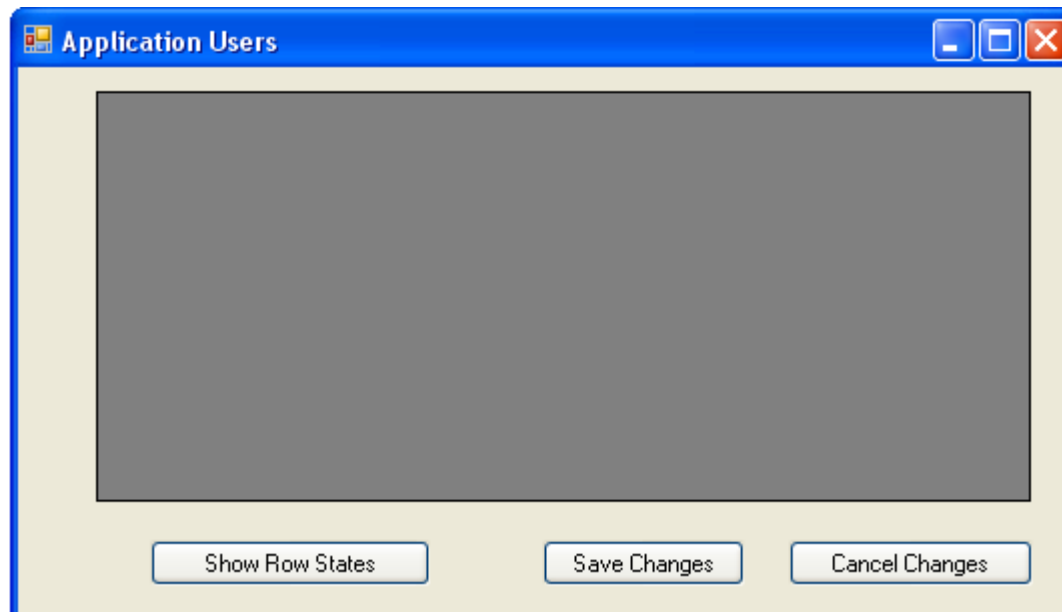 Application Users
Show Row States
Save Changes
Cancel Changes